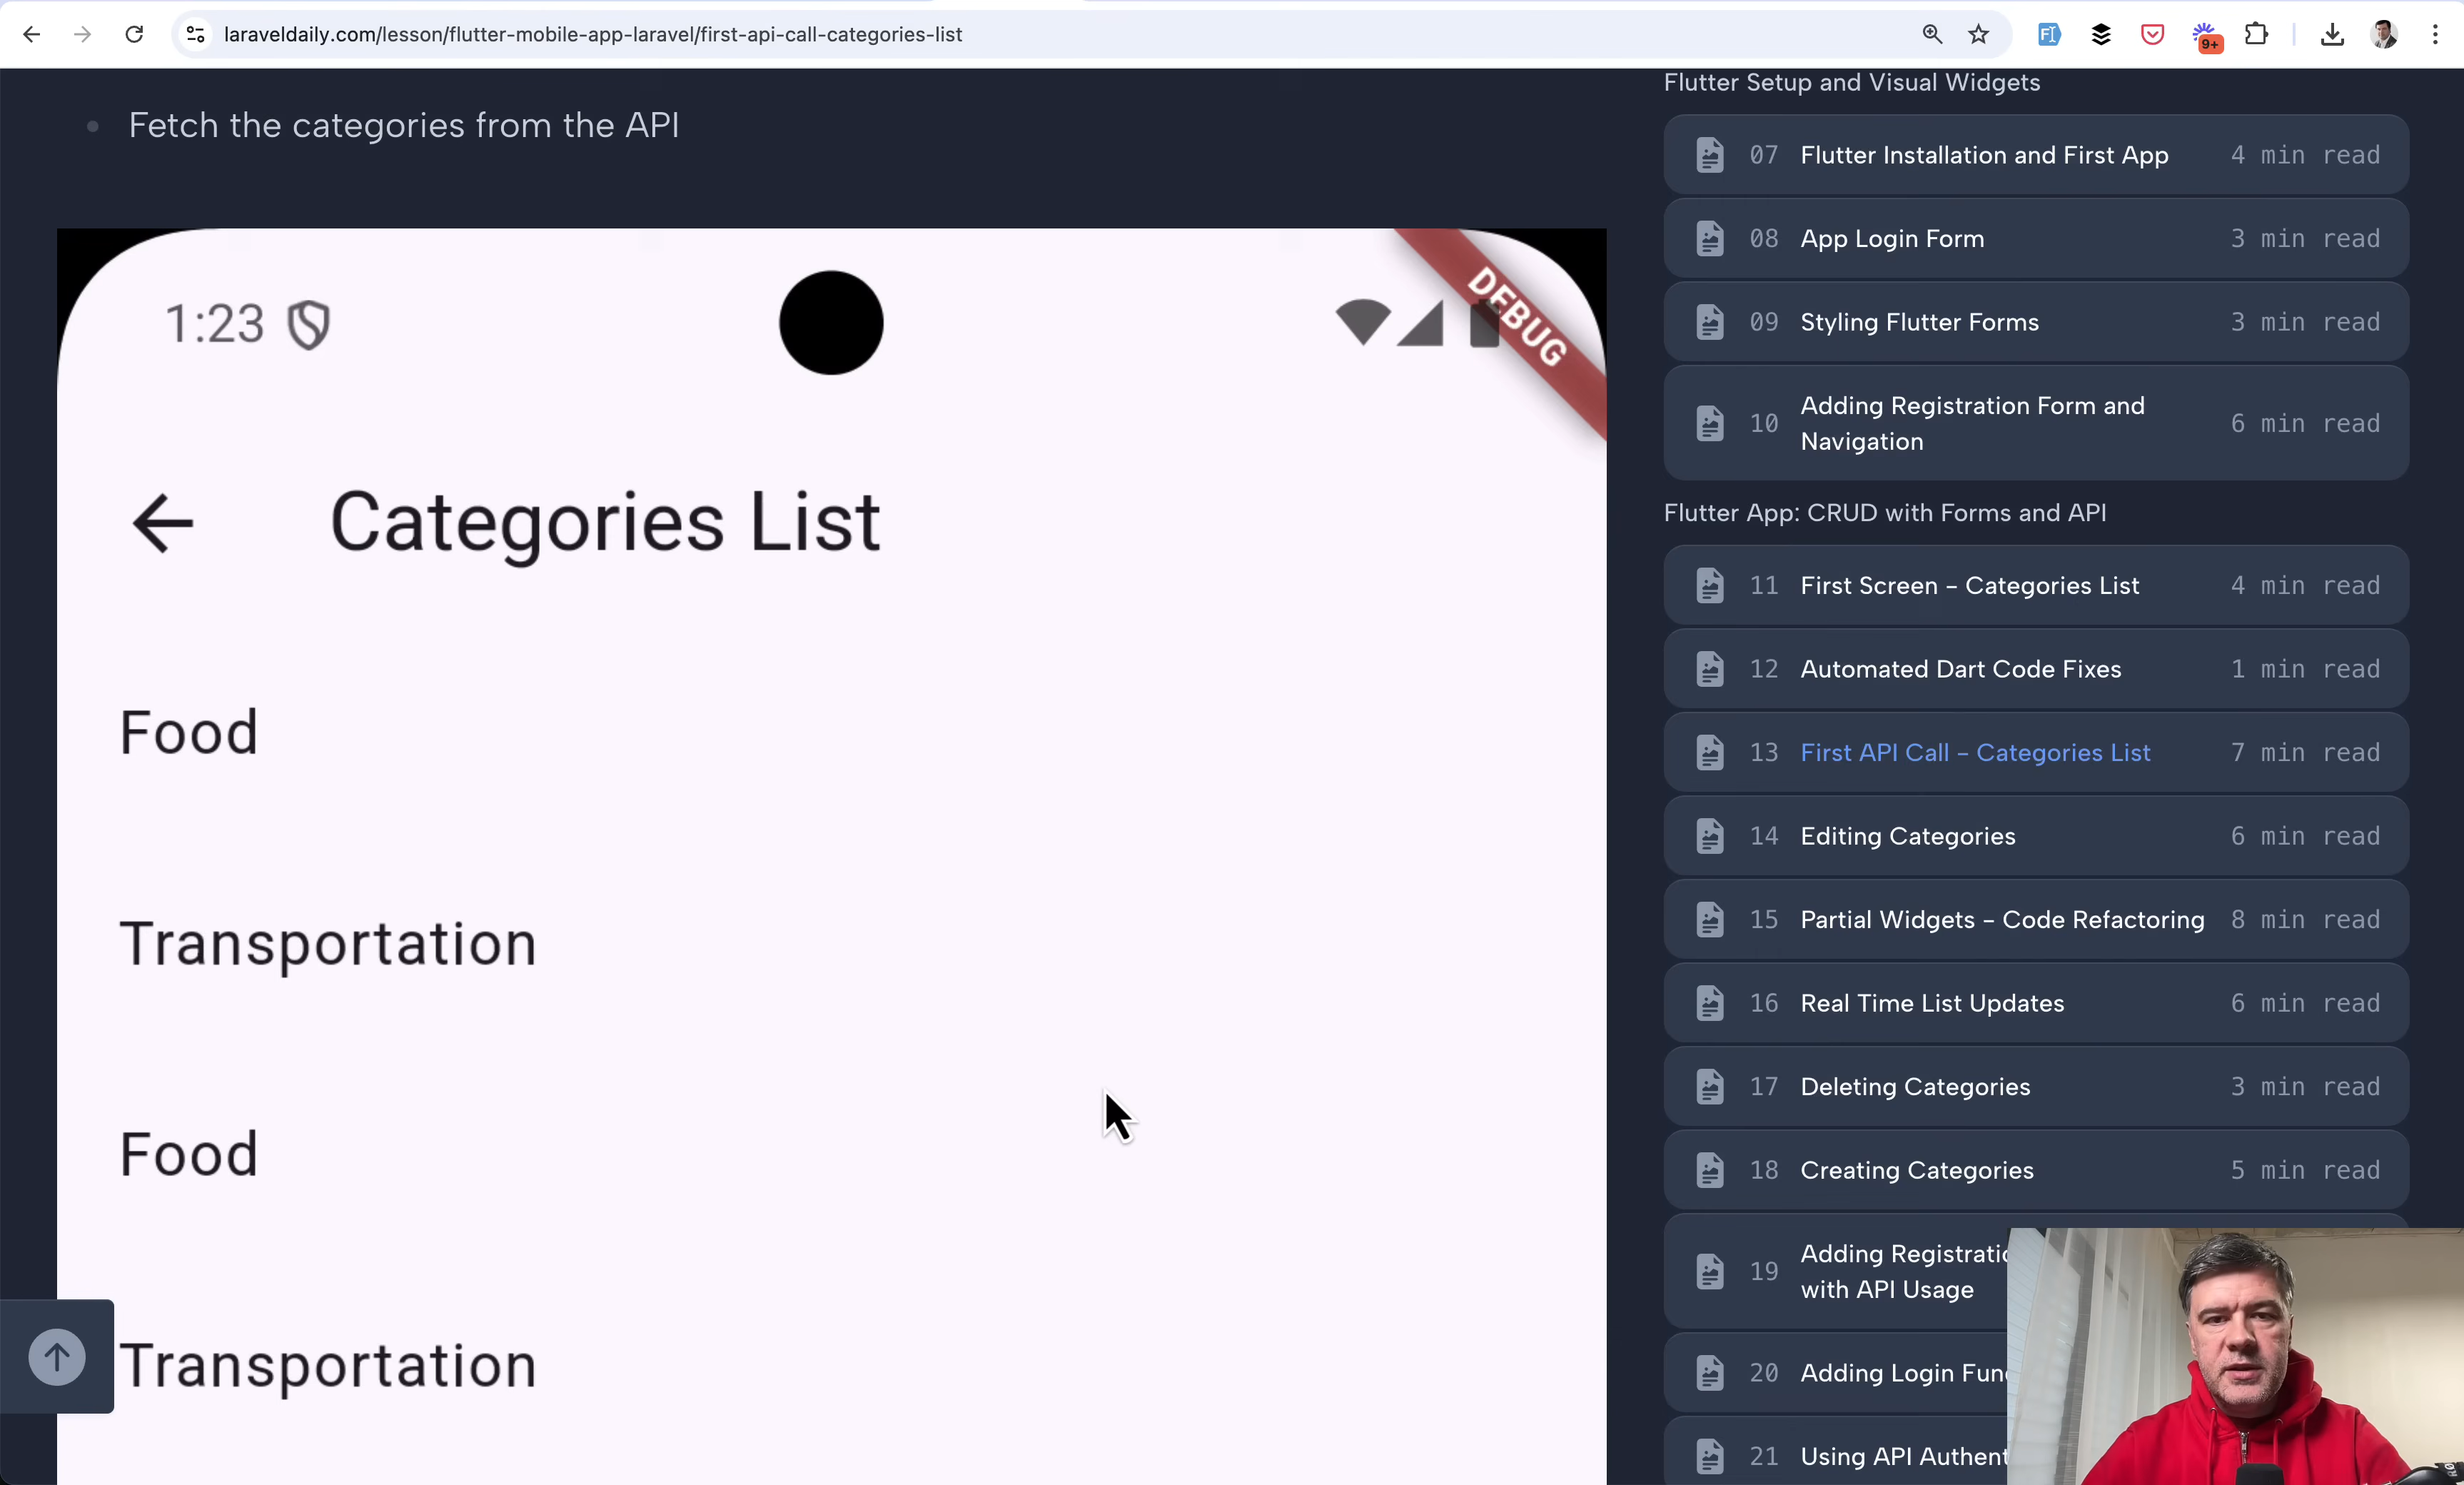 laraveldaily.com/lesson/flutter-mobile-app-laravel/first-api-call-categories-list
9+
Fetch the categories from the API
1:23
DEBUG
Categories List
Food
Transportation
Food
Transportation
Flutter Setup and Visual Widgets
07 Flutter Installation and First App 4 min read
08 App Login Form 3 min read
09 Styling Flutter Forms 3 min read
10 Adding Registration Form and
Navigation 6 min read
Flutter App: CRUD with Forms and API
11 First Screen – Categories List 4 min read
12 Automated Dart Code Fixes 1 min read
13 First API Call – Categories List 7 min read
14 Editing Categories 6 min read
15 Partial Widgets – Code Refactoring 8 min read
16 Real Time List Updates 6 min read
17 Deleting Categories 3 min read
18 Creating Categories 5 min read
19 Adding
with API Usage
20 Adding Login
21 Using API